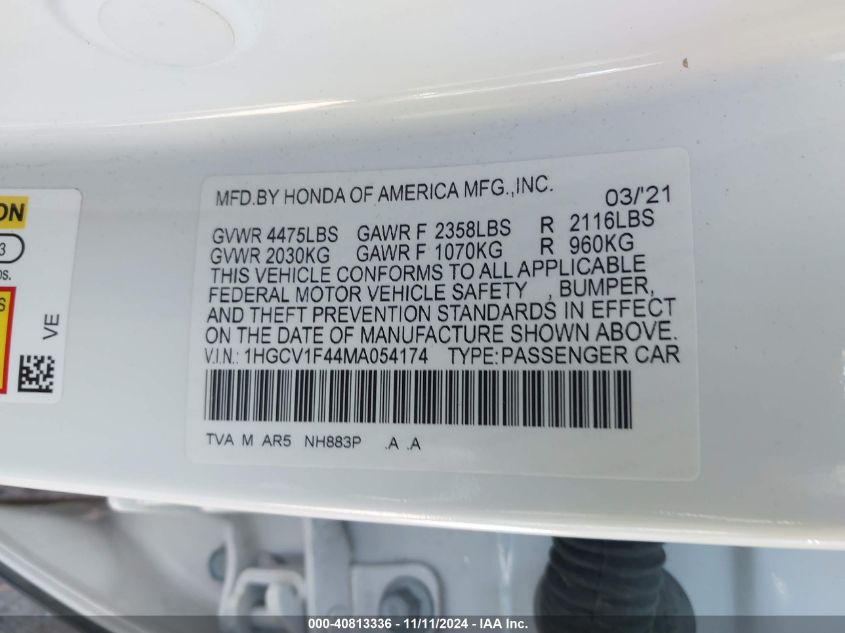 MFD.BY HONDA OF AMERICA MFG.,INC. 03/'21
GVWR 4475LBS GAWR F 2358LBS R 2116LBS
GVWR 2030KG GAWR F 1070KG R 960KG
THIS VEHICLE CONFORMS TO ALL APPLICABLE
FEDERAL MOTOR VEHICLE SAFETY , BUMPER,
AND THEFT PREVENTION STANDARDS IN EFFECT
ON THE DATE OF MANUFACTURE SHOWN ABOVE.
V.I.N.: 1HGCV1F44MA054174 TYPE:PASSENGER CAR
TVA M AR5 NH883P .A .A
ON
3
os.
S
VE
000-40813336 - 11/11/2024 - IAA Inc.